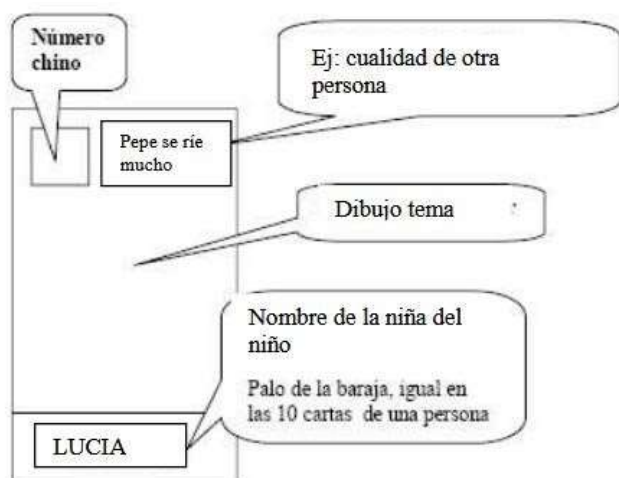 Número
chino
Ej: cualidad de otra
persona
Pepe se ríe
mucho
Dibujo tema
Nombre de la niña del
niño
Palo de la baraja, igual en
las 10 cartas de una persona
LUCIA